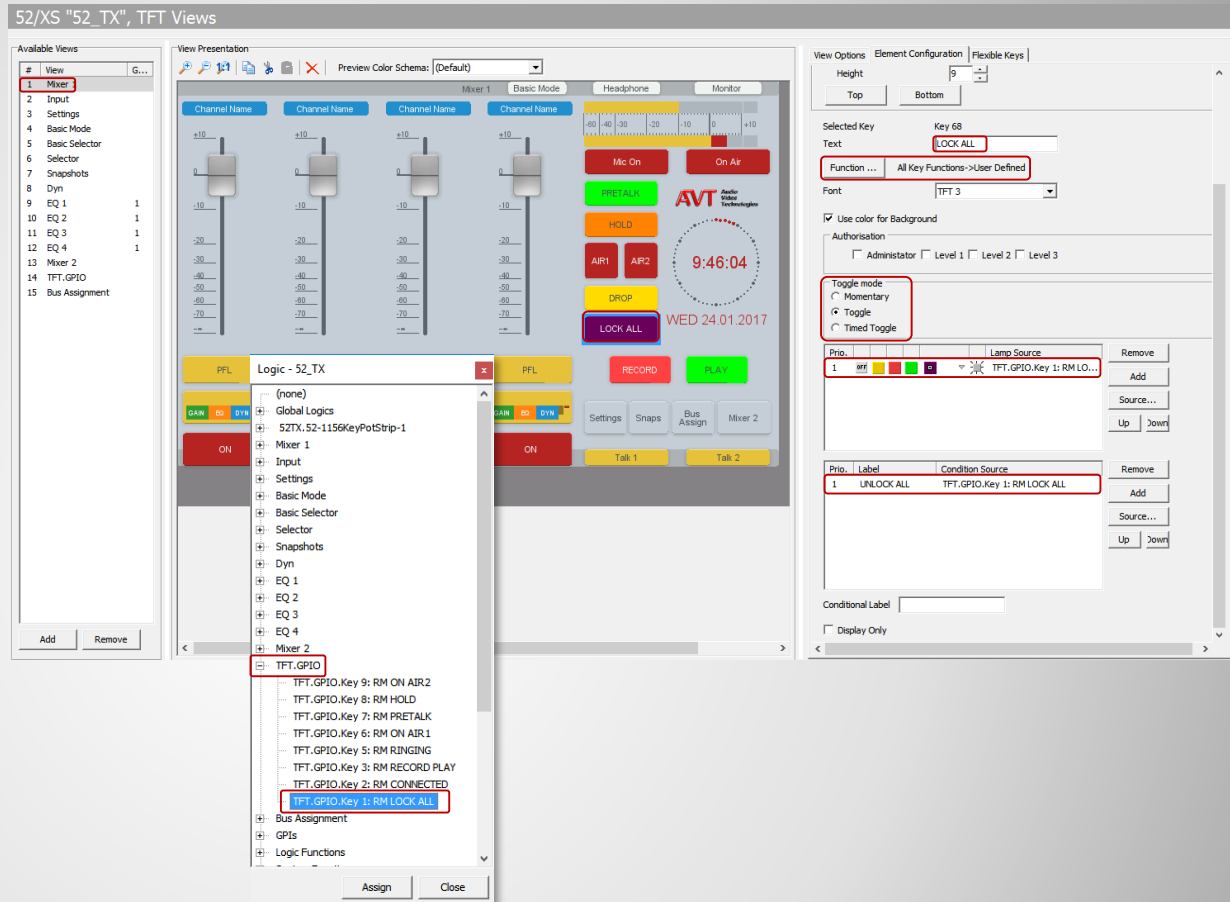 52/XS "52_TX", TFT Views
Available Views
# View G...
1 Mixer 1
2 Input
3 Settings
4 Basic Mode
5 Basic Selector
6 Selector
7 Snapshots
8 Dyn
9 EQ 1 1
10 EQ 2 1
11 EQ 3 1
12 EQ 4 1
13 Mixer 2
14 TFT.GPIO
15 Bus Assignment
Add Remove
View Presentation
1:1 Preview Color Schema: (Default)
Mixer 1 Basic Mode Headphone Monitor
Channel Name Channel Name Channel Name Channel Name
-60 -40 -30 -20 -10 0 +10
+10 +10 +10 +10
0 0 0 0
-10 -10 -10 -10
-20 -20 -20 -20
-30 -30 -30 -30
-40 -40 -40 -40
-50 -50 -50 -50
-60 -60 -60 -60
-70 -70 -70 -70
-∞ -∞ -∞ -∞
Mic On On Air
PRETALK AVT Audio Video Technologies
HOLD
AIR1 AIR2 9:46:04
DROP
LOCK ALL WED 24.01.2017
PFL PFL RECORD PLAY
GAIN EQ DYN GAIN EQ DYN
Settings Snaps Bus Assign Mixer 2
ON ON
Talk 1 Talk 2
Logic - 52_TX x
(none)
Global Logics
52TX.52-1156KeyPotStrip-1
Mixer 1
Input
Settings
Basic Mode
Basic Selector
Selector
Snapshots
Dyn
EQ 1
EQ 2
EQ 3
EQ 4
Mixer 2
TFT.GPIO
TFT.GPIO.Key 9: RM ON AIR2
TFT.GPIO.Key 8: RM HOLD
TFT.GPIO.Key 7: RM PRETALK
TFT.GPIO.Key 6: RM ON AIR1
TFT.GPIO.Key 5: RM RINGING
TFT.GPIO.Key 3: RM RECORD PLAY
TFT.GPIO.Key 2: RM CONNECTED
TFT.GPIO.Key 1: RM LOCK ALL
Bus Assignment
GPIs
Logic Functions
Assign Close
View Options Element Configuration Flexible Keys
Height 9
Top Bottom
Selected Key Key 68
Text LOCK ALL
Function ... All Key Functions->User Defined
Font TFT 3
Use color for Background
Authorisation
Administator Level 1 Level 2 Level 3
Toggle mode
Momentary
Toggle
Timed Toggle
Prio. Lamp Source Remove
1 OFF TFT.GPIO.Key 1: RM LO...
Add
Source...
Up Down
Prio. Label Condition Source Remove
1 UNLOCK ALL TFT.GPIO.Key 1: RM LOCK ALL
Add
Source...
Up Down
Conditional Label
Display Only